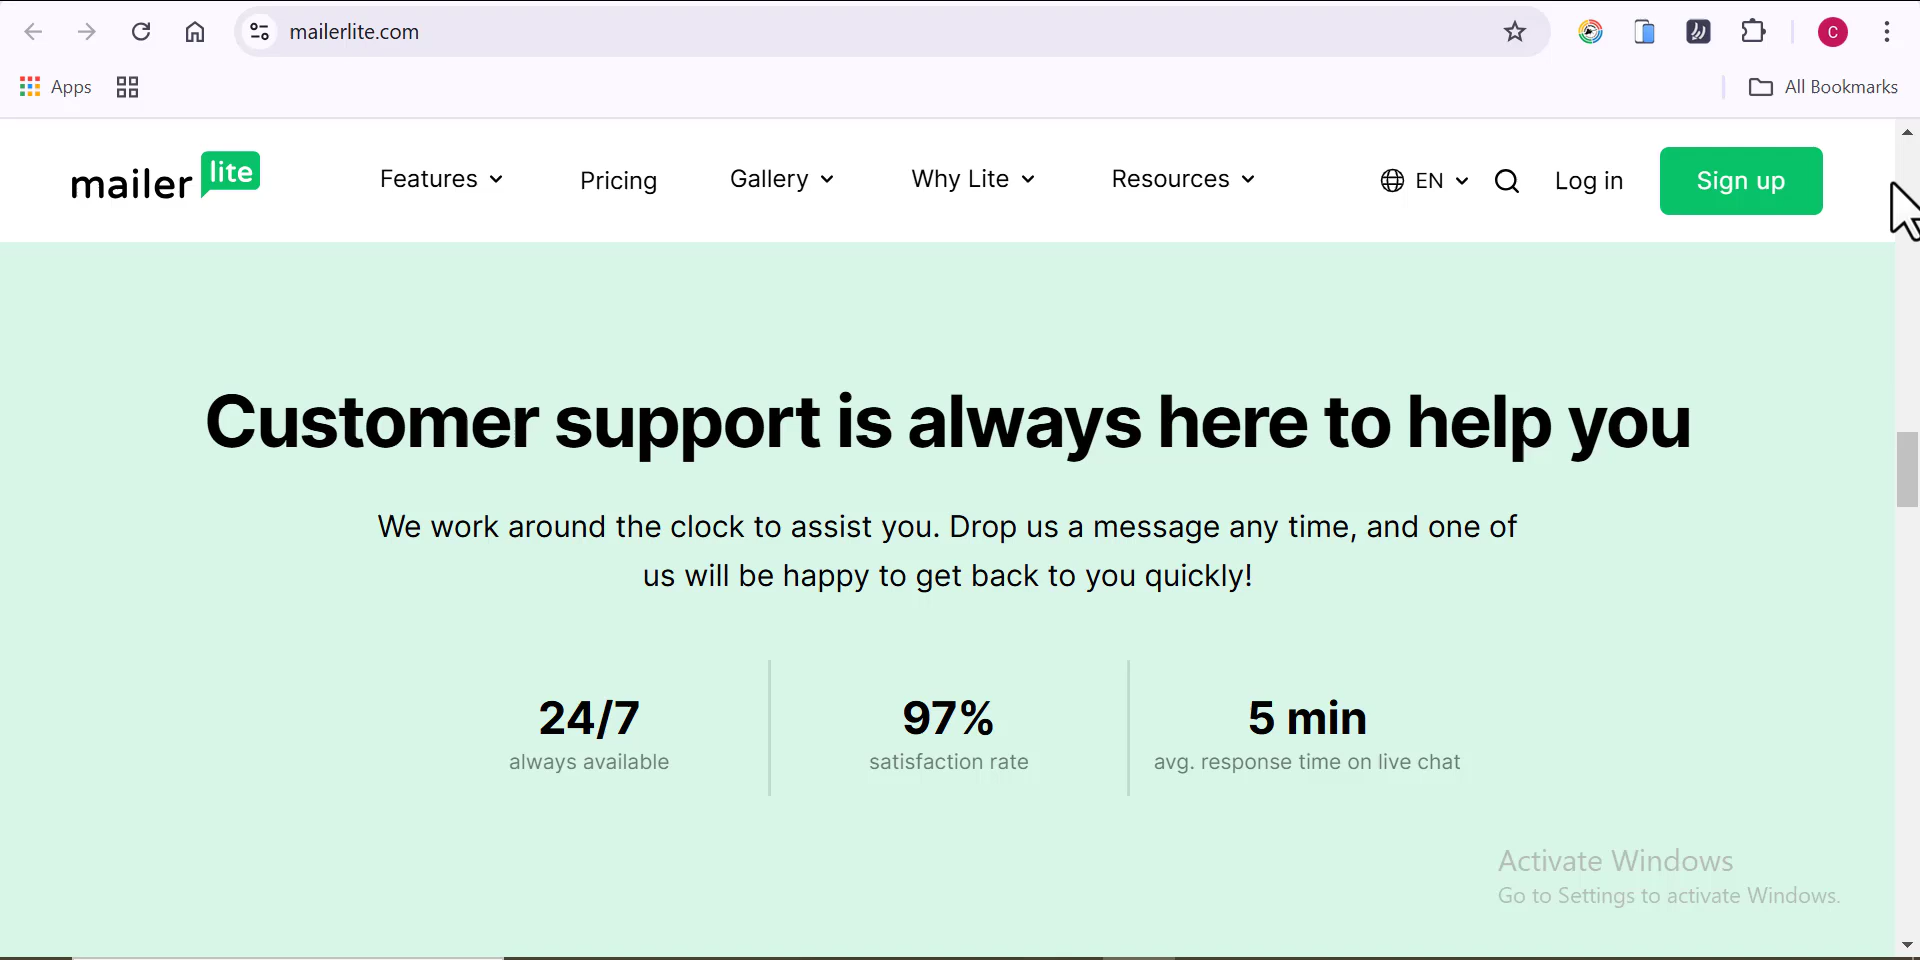 mailerlite.com
Apps
All Bookmarks
C
mailer lite
Features
Pricing
Gallery
Why Lite
Resources
EN
Log in
Sign up
Customer support is always here to help you
We work around the clock to assist you. Drop us a message any time, and one of
us will be happy to get back to you quickly!
24/7
always available
97%
satisfaction rate
5 min
avg. response time on live chat
Activate Windows
Go to Settings to activate Windows.